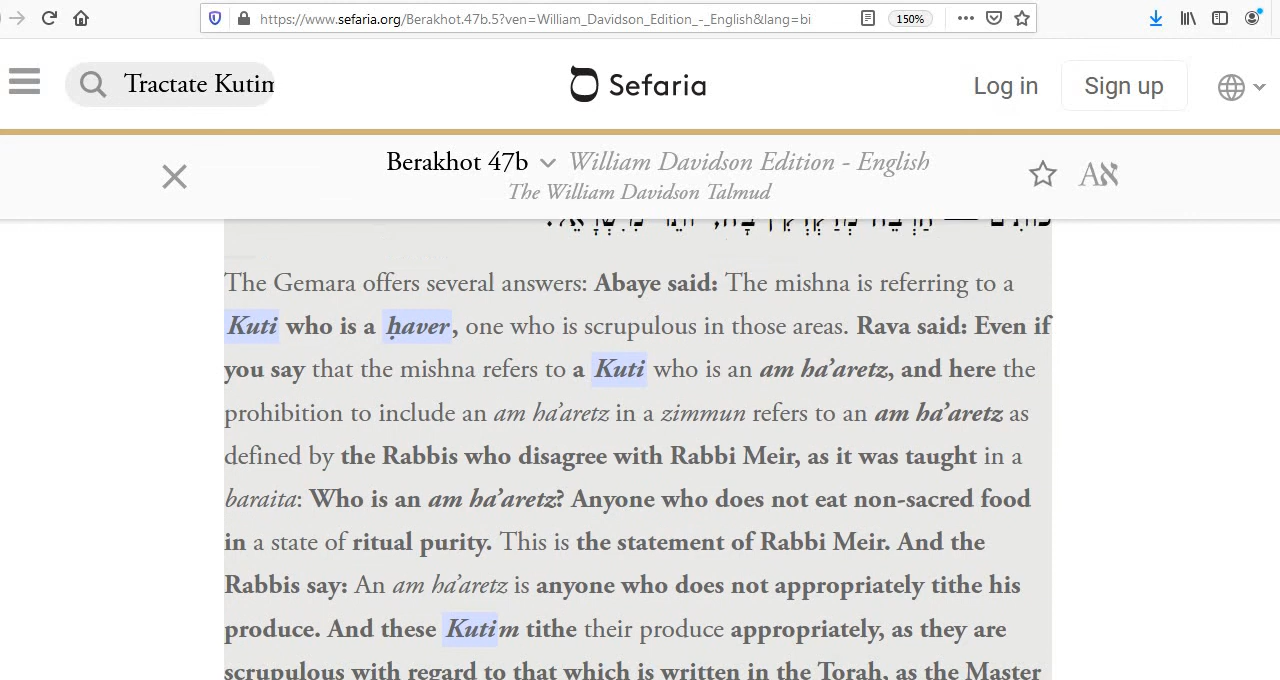 https://www.sefaria.org/Berakhot.47b.5?ven=William_Davidson_Edition_-_English&lang=bi
150%
Tractate Kutim
Sefaria
Log in
Sign up
Berakhot 47b
William Davidson Edition - English
The William Davidson Talmud
Aא
The Gemara offers several answers: Abaye said: The mishna is referring to a
Kuti who is a ḥaver, one who is scrupulous in those areas. Rava said: Even if
you say that the mishna refers to a Kuti who is an am ha’aretz, and here the
prohibition to include an am ha’aretz in a zimmun refers to an am ha’aretz as
defined by the Rabbis who disagree with Rabbi Meir, as it was taught in a
baraita: Who is an am ha’aretz? Anyone who does not eat non-sacred food
in a state of ritual purity. This is the statement of Rabbi Meir. And the
Rabbis say: An am ha’aretz is anyone who does not appropriately tithe his
produce. And these Kutim tithe their produce appropriately, as they are
scrupulous with regard to that which is written in the Torah, as the Master